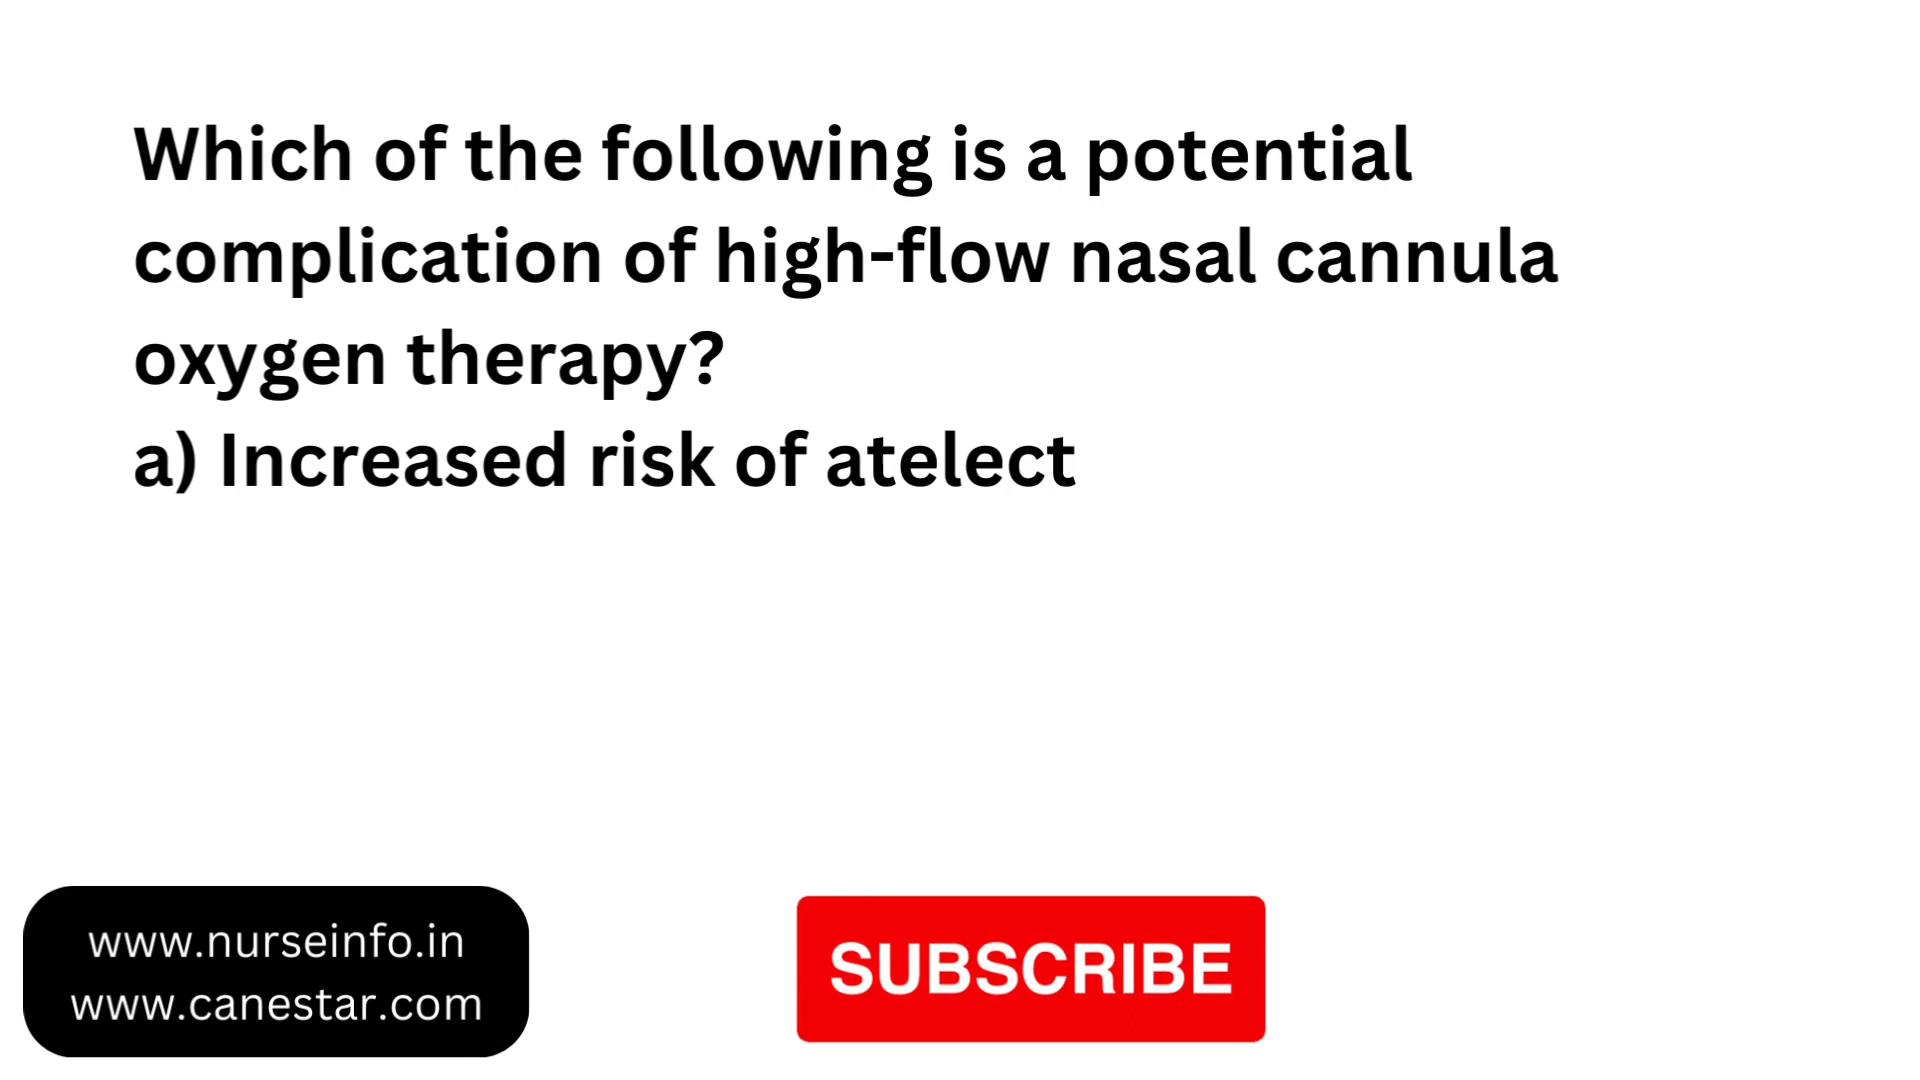 Which of the following is a potential
complication of high-flow nasal cannula
oxygen therapy?
a) Increased risk of atelect
www.nurseinfo.in
www.canestar.com
SUBSCRIBE